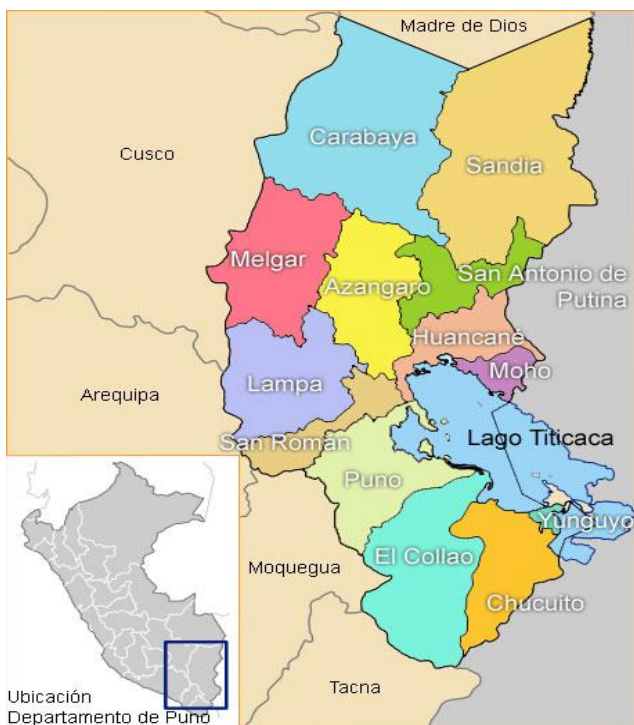 Madre de Dios
Carabaya
Cusco
Sandia
Melgar
San Antonio de
Putina
Azangaro
Huancané
Moho
Lampa
Arequipa
Lago Titicaca
San Román
Puno
Yunguyo
El Collao
Moquegua
Chucuito
Tacna
Ubicación
Departamento de Puno